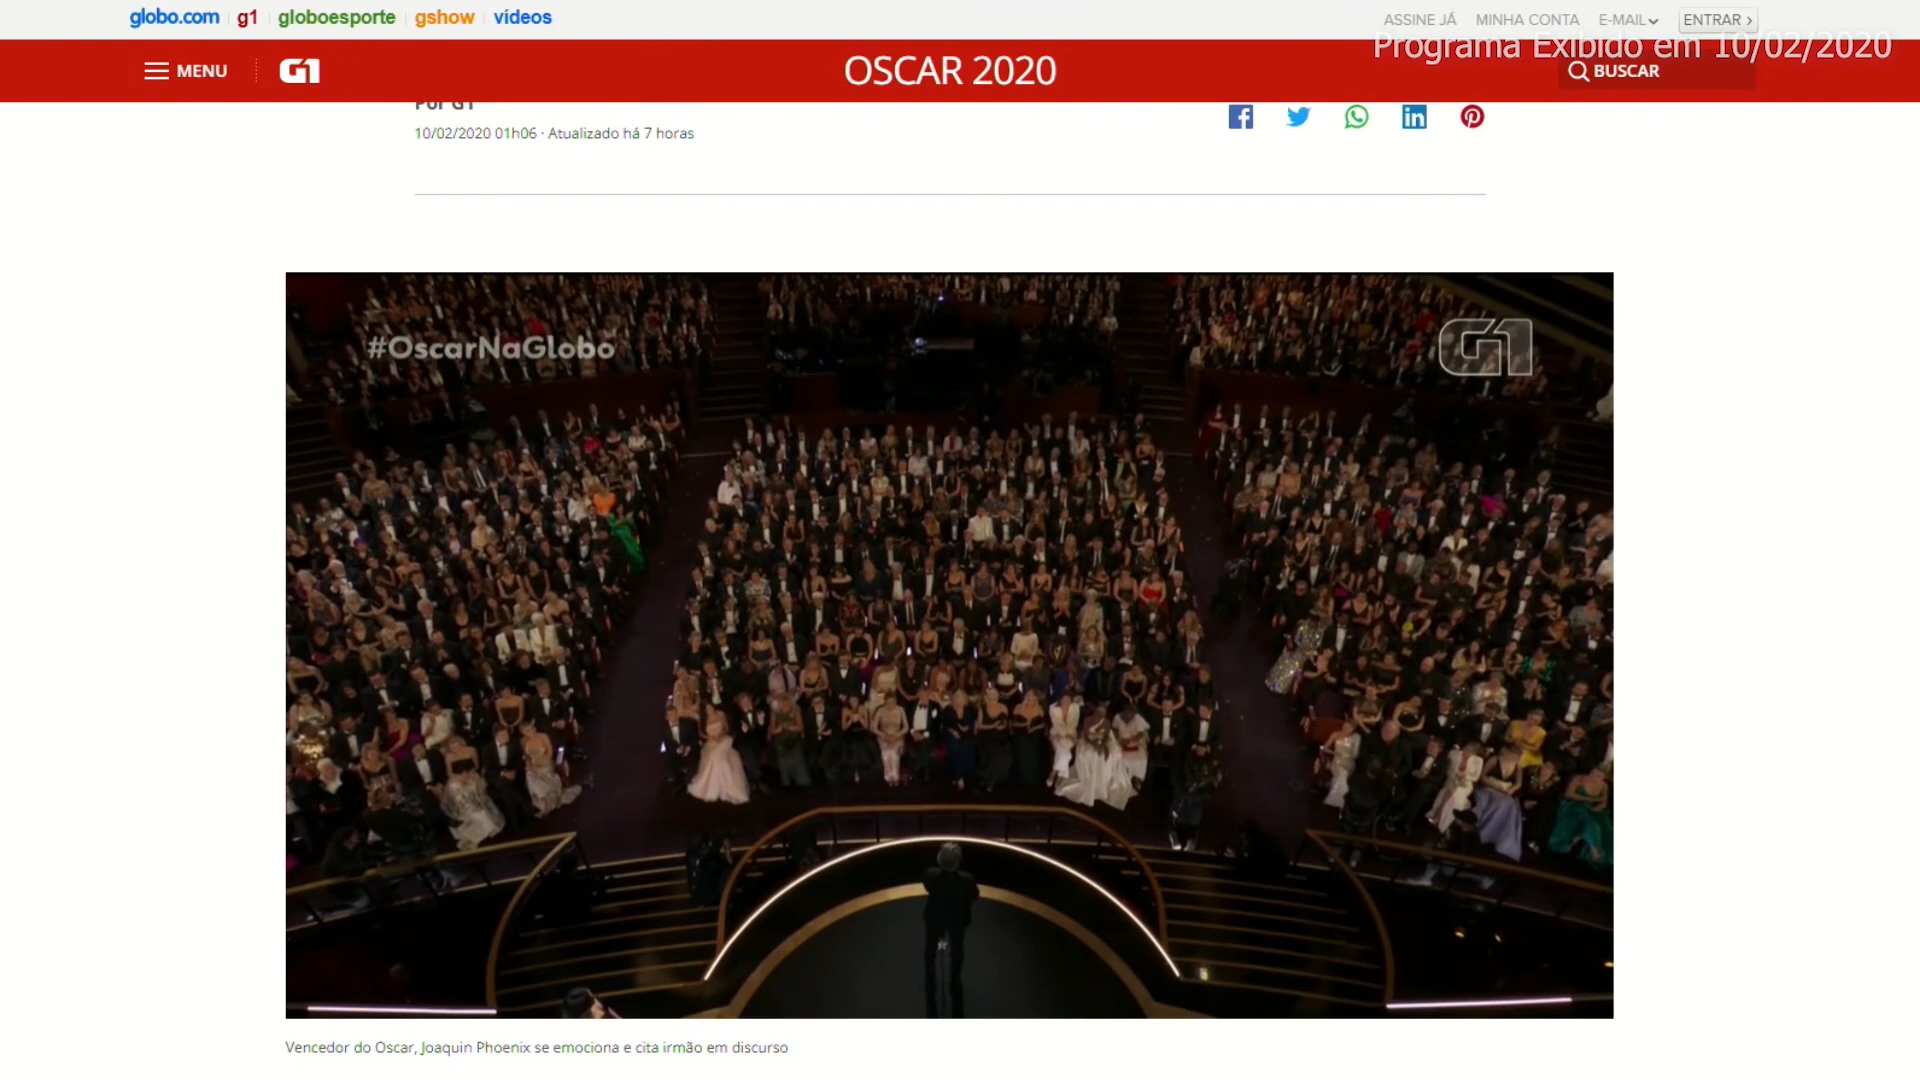 globo.com g1 globoesporte gshow vídeos
ASSINE JÁ MINHA CONTA E-MAIL ENTRAR ›
Programa Exibido em 10/02/2020
MENU G1 OSCAR 2020 BUSCAR
Por G1
10/02/2020 01h06 · Atualizado há 7 horas
#OscarNaGlobo G1
Vencedor do Oscar, Joaquin Phoenix se emociona e cita irmão em discurso